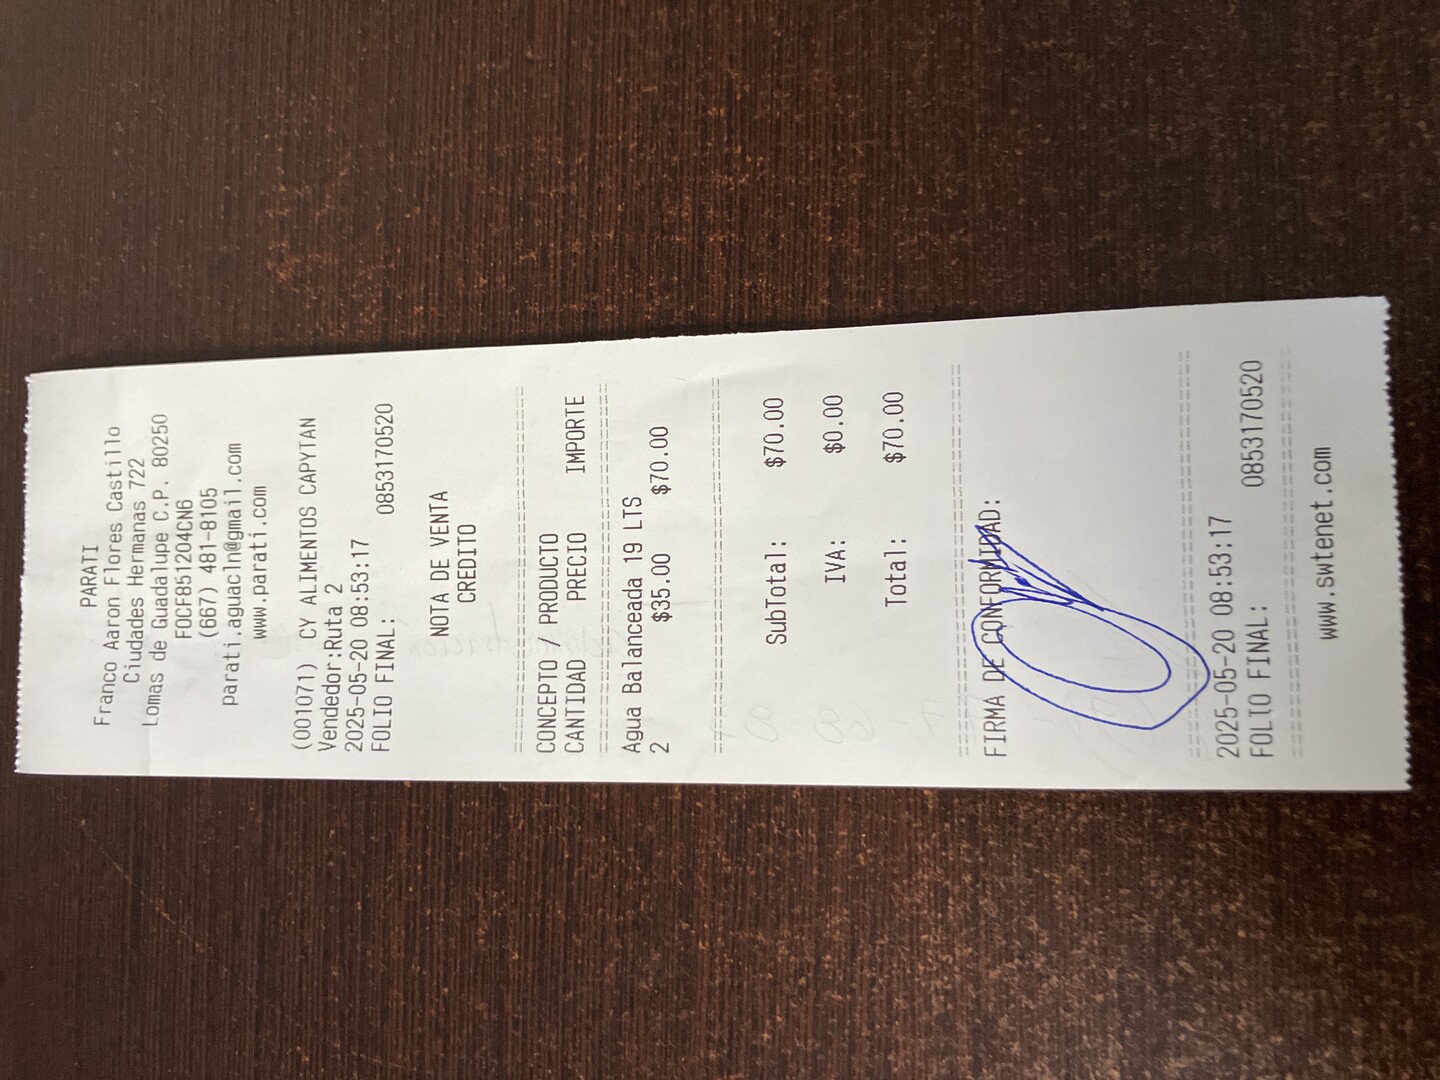 PARATI
Franco Aaron Flores Castillo
Ciudades Hermanas 722
Lomas de Guadalupe C.P. 80250
FOCF851204CN6
(667) 481-8105
parati.aguacln@gmail.com
www.parati.com
(001071) CY ALIMENTOS CAPYTAN
Vendedor:Ruta 2
2025-05-20 08:53:17
FOLIO FINAL: 0853170520
NOTA DE VENTA
CREDITO
CONCEPTO / PRODUCTO
CANTIDAD PRECIO IMPORTE
Agua Balanceada 19 LTS
2 $35.00 $70.00
SubTotal: $70.00
IVA: $0.00
Total: $70.00
FIRMA DE CONFORMIDAD:
2025-05-20 08:53:17
FOLIO FINAL: 0853170520
www.swtenet.com